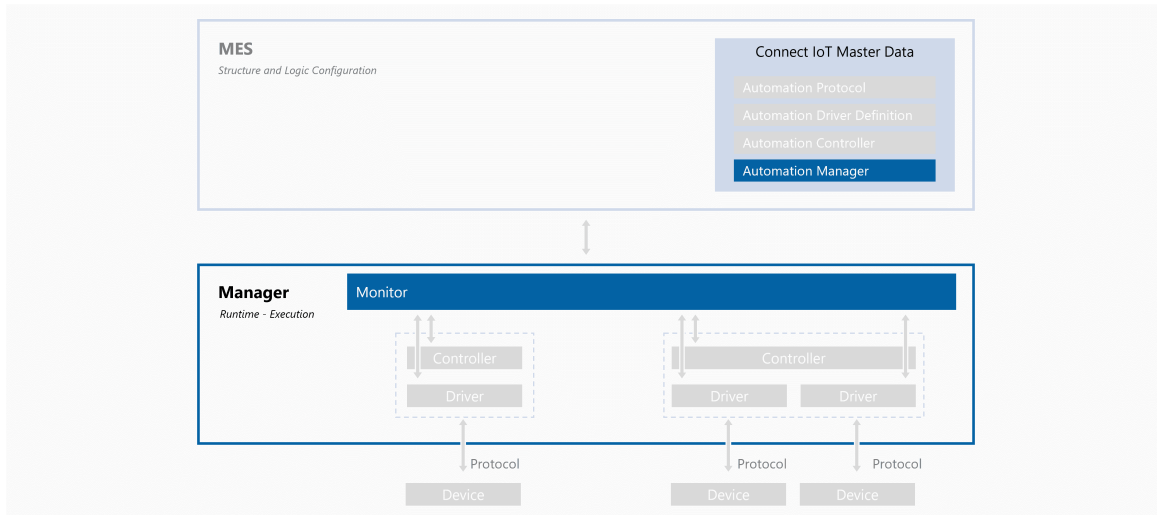 MES
Structure and Logic Configuration
Connect IoT Master Data
Automation Protocol
Automation Driver Definition
Automation Controller
Automation Manager
Manager
Runtime - Execution
Monitor
Controller
Controller
Driver
Driver
Driver
Protocol
Protocol
Protocol
Device
Device
Device